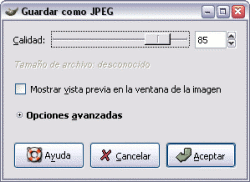 Guardar como JPEG
Calidad: 85
Tamaño de archivo: desconocido
Mostrar vista previa en la ventana de la imagen
Opciones avanzadas
Ayuda Cancelar Aceptar